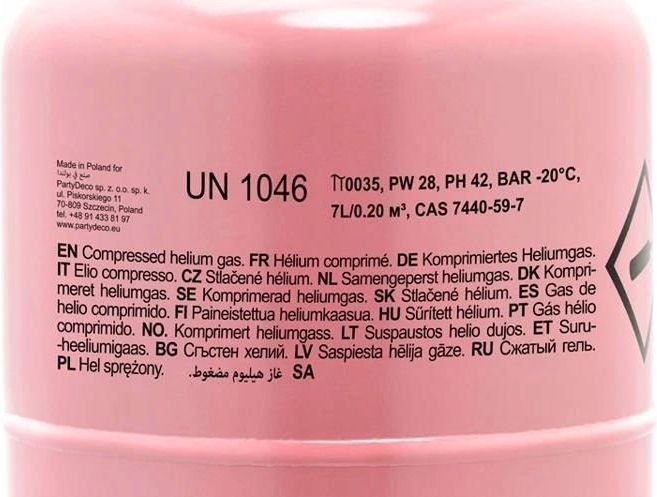 Made in Poland for
صنع في بولندا
PartyDeco sp. z. o.o. sp. k.
ul. Piskorskiego 11
70-809 Szczecin, Poland
tel. +48 91 433 81 97
www.partydeco.com
UN 1046
π0035, PW 28, PH 42, BAR -20°C,
7L/0.20 м³, CAS 7440-59-7
EN Compressed helium gas. FR Hélium comprimé. DE Komprimiertes Heliumgas.
IT Elio compresso. CZ Stlačené hélium. NL Samengeperst heliumgas. DK Kompri-
meret heliumgas. SE Komprimerad heliumgas. SK Stlačené hélium. ES Gas de
helio comprimido. FI Paineistettua heliumkaasua. HU Sűrített hélium. PT Gás hélio
comprimido. NO. Komprimert heliumgass. LT Suspaustos helio dujos. ET Suru-
-heeliumigaas. BG Сгъстен хелий. LV Saspiesta hēlija gāze. RU Сжатый гель.
PL Hel sprężony. غاز هيليوم مضغوط. SA